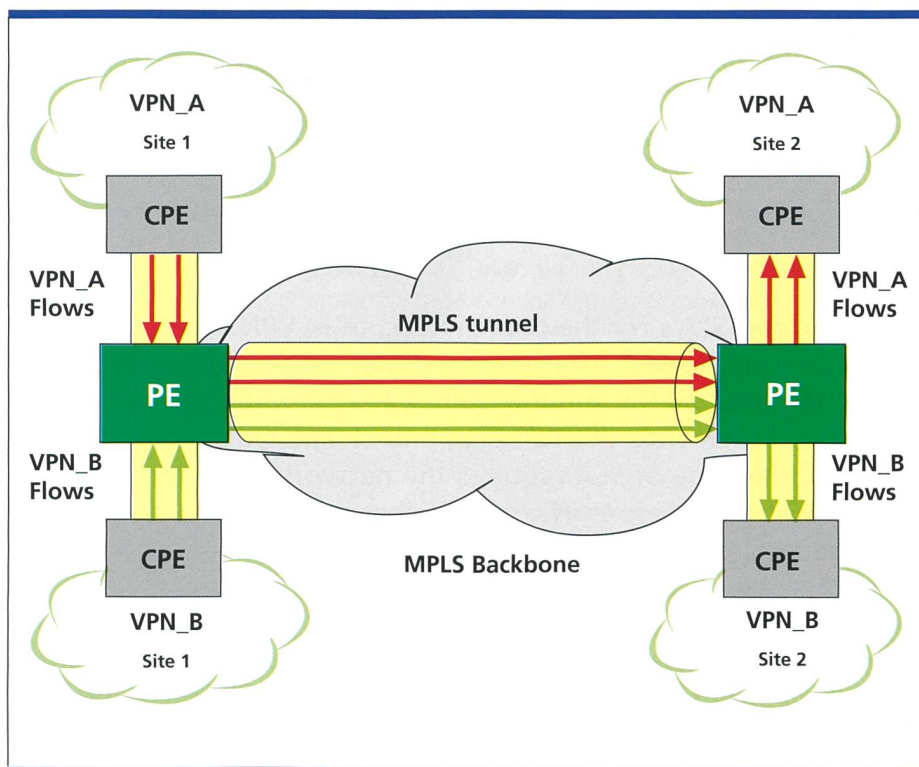 VPN_A
Site 1
CPE
VPN_A
Flows
PE
VPN_B
Flows
CPE
VPN_B
Site 1
MPLS tunnel
MPLS Backbone
VPN_A
Site 2
CPE
VPN_A
Flows
PE
VPN_B
Flows
CPE
VPN_B
Site 2